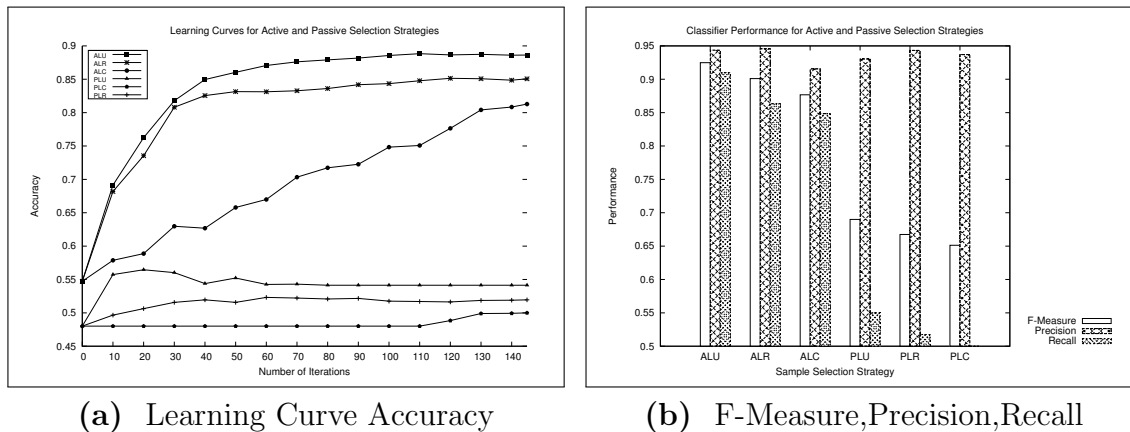 Learning Curves for Active and Passive Selection Strategies
0.9
0.85
0.8
0.75
0.7
0.65
0.6
0.55
0.5
0.45
Accuracy
ALU
ALR
ALC
PLU
PLC
PLR
0 10 20 30 40 50 60 70 80 90 100 110 120 130 140
Number of Iterations
(a) Learning Curve Accuracy
Classifier Performance for Active and Passive Selection Strategies
0.95
0.9
0.85
0.8
0.75
0.7
0.65
0.6
0.55
0.5
Performance
F-Measure
Precision
Recall
ALU ALR ALC PLU PLR PLC
Sample Selection Strategy
(b) F-Measure,Precision,Recall